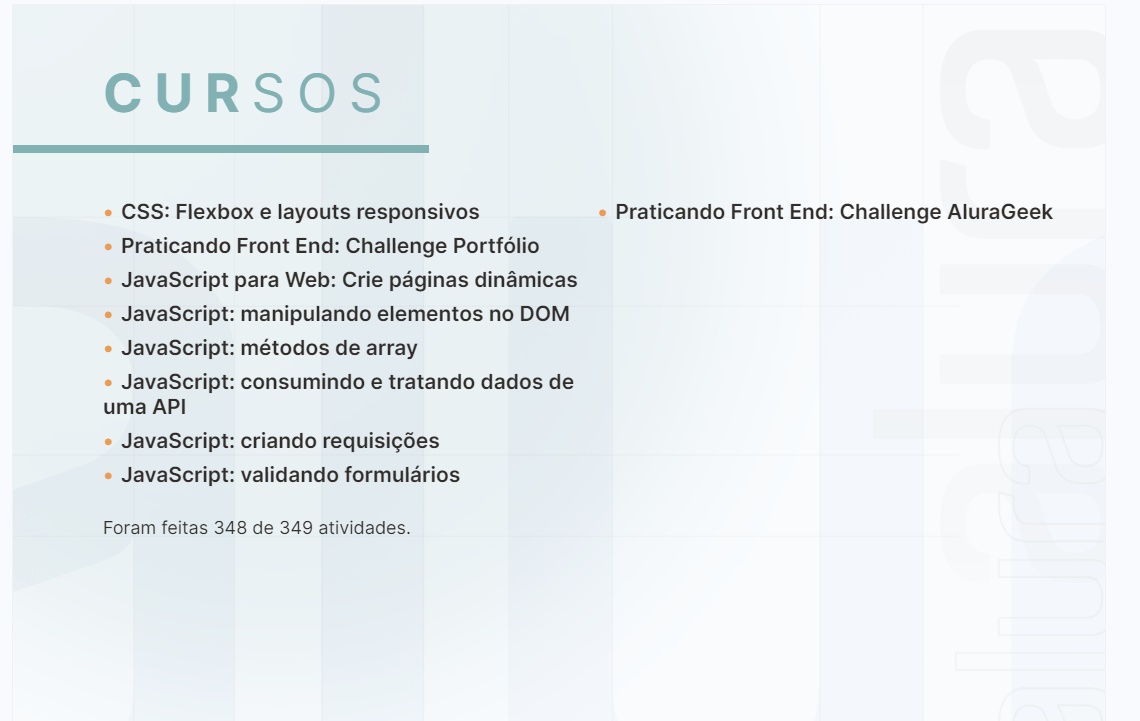 CURSOS
• CSS: Flexbox e layouts responsivos
• Praticando Front End: Challenge Portfólio
• JavaScript para Web: Crie páginas dinâmicas
• JavaScript: manipulando elementos no DOM
• JavaScript: métodos de array
• JavaScript: consumindo e tratando dados de
uma API
• JavaScript: criando requisições
• JavaScript: validando formulários
• Praticando Front End: Challenge AluraGeek
Foram feitas 348 de 349 atividades.
alura
alura